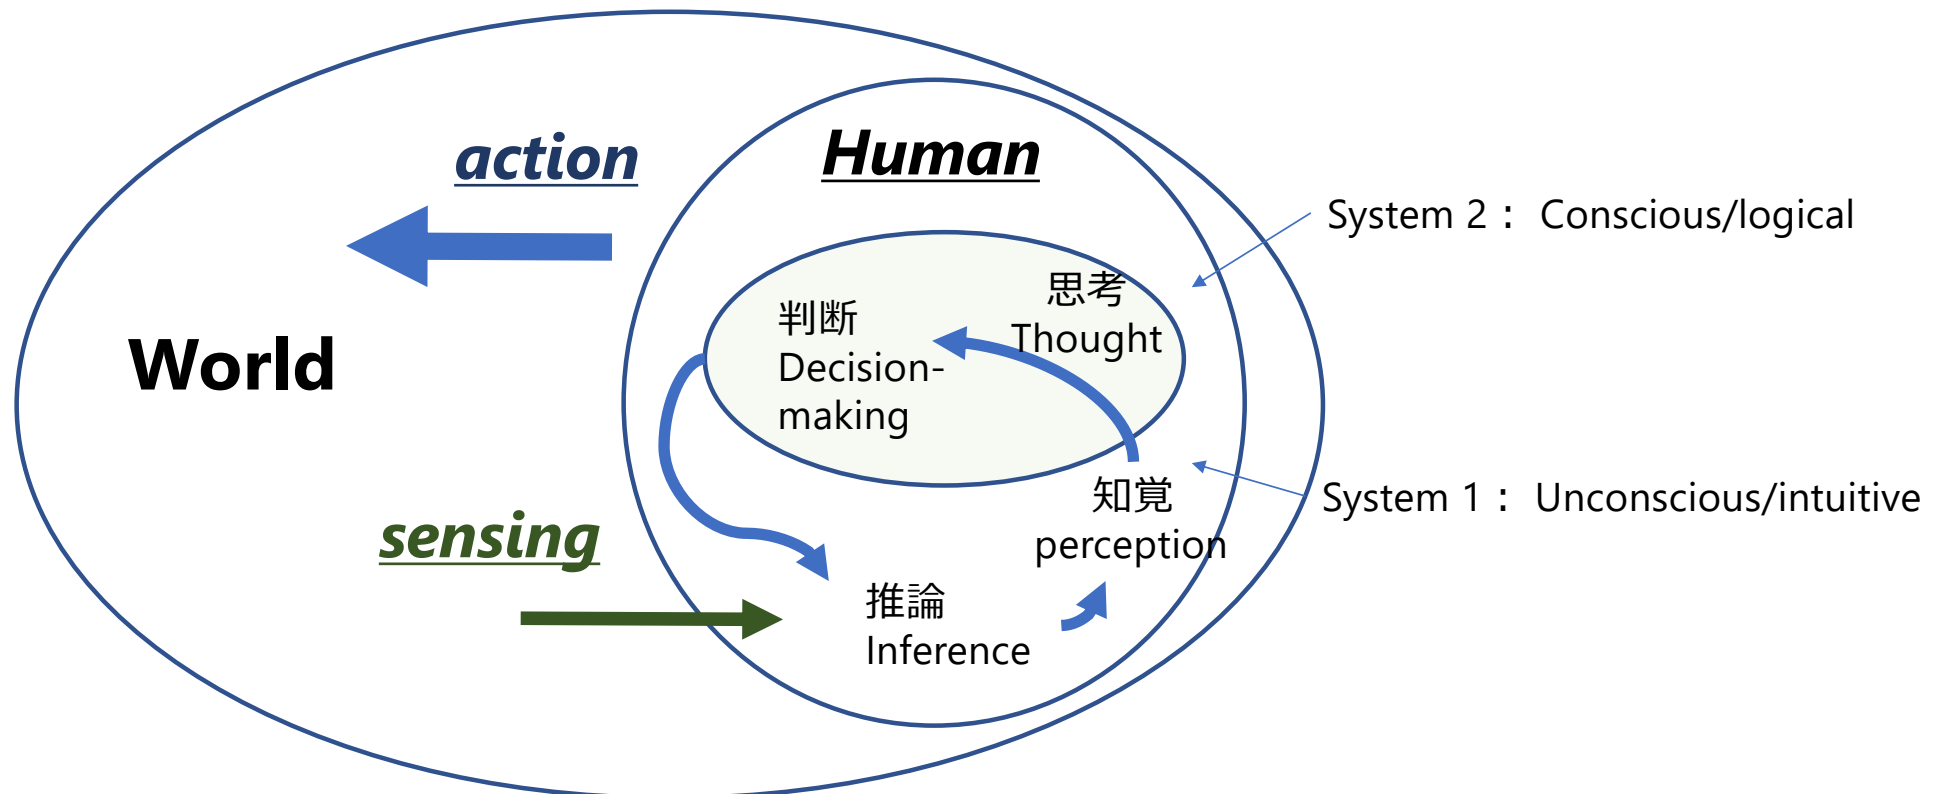 action
Human
System 2： Conscious/logical
思考
Thought
判断
Decision-
making
World
知覚
perception
System 1： Unconscious/intuitive
sensing
推論
Inference